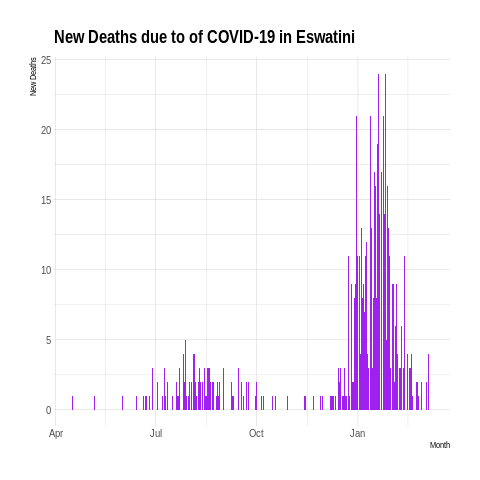 New Deaths due to of COVID-19 in Eswatini
New Deaths
25
20
15
10
5
0
Apr
Jul
Oct
Jan
Month